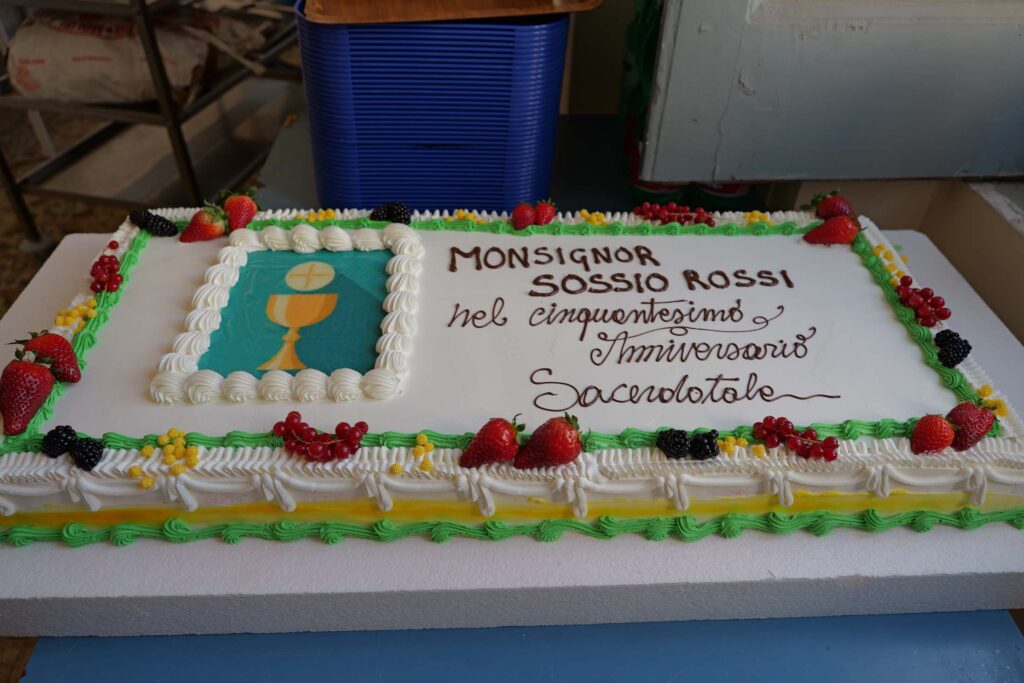 MONSIGNOR
SOSSIO ROSSI
nel cinquantesimo
Anniversario
Sacerdotale